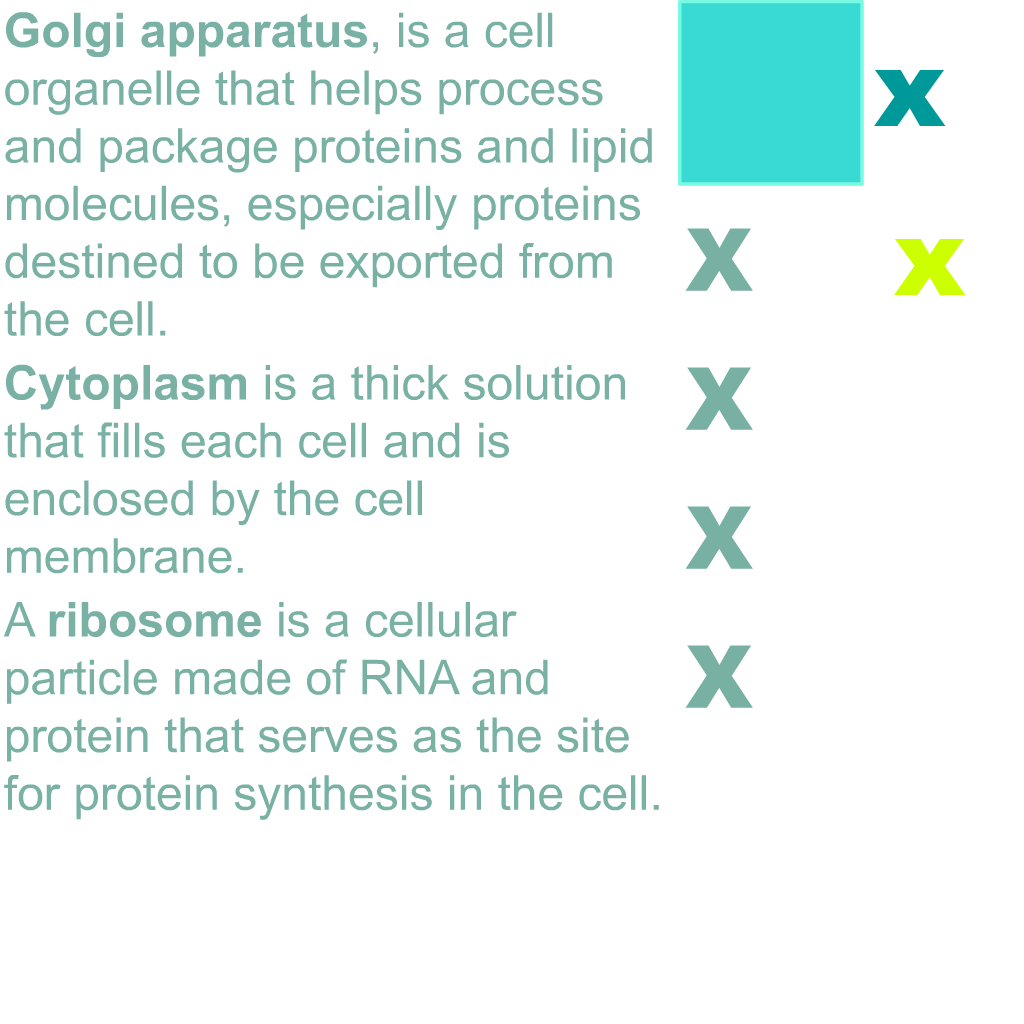 Golgi apparatus, is a cell
organelle that helps process
and package proteins and lipid
molecules, especially proteins
destined to be exported from
the cell.
Cytoplasm is a thick solution
that fills each cell and is
enclosed by the cell
membrane.
A ribosome is a cellular
particle made of RNA and
protein that serves as the site
for protein synthesis in the cell.
x
x
x
x
x
x